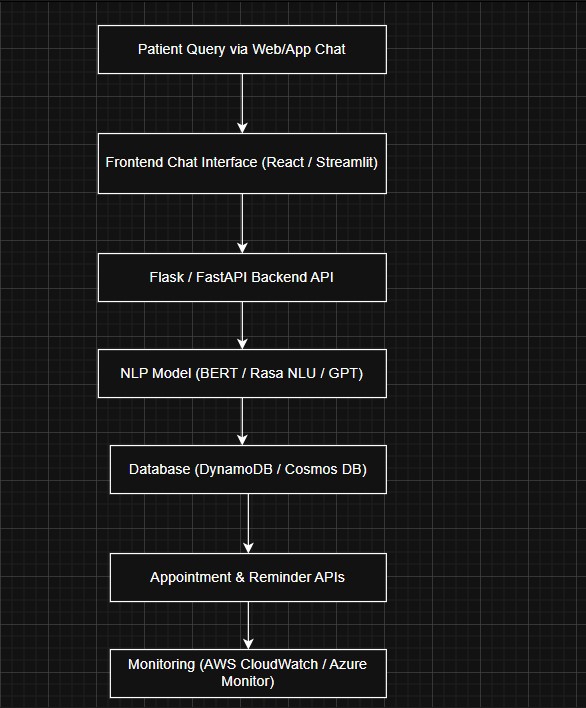 Patient Query via Web/App Chat
Frontend Chat Interface (React / Streamlit)
Flask / FastAPI Backend API
NLP Model (BERT / Rasa NLU / GPT)
Database (DynamoDB / Cosmos DB)
Appointment & Reminder APIs
Monitoring (AWS CloudWatch / Azure
Monitor)